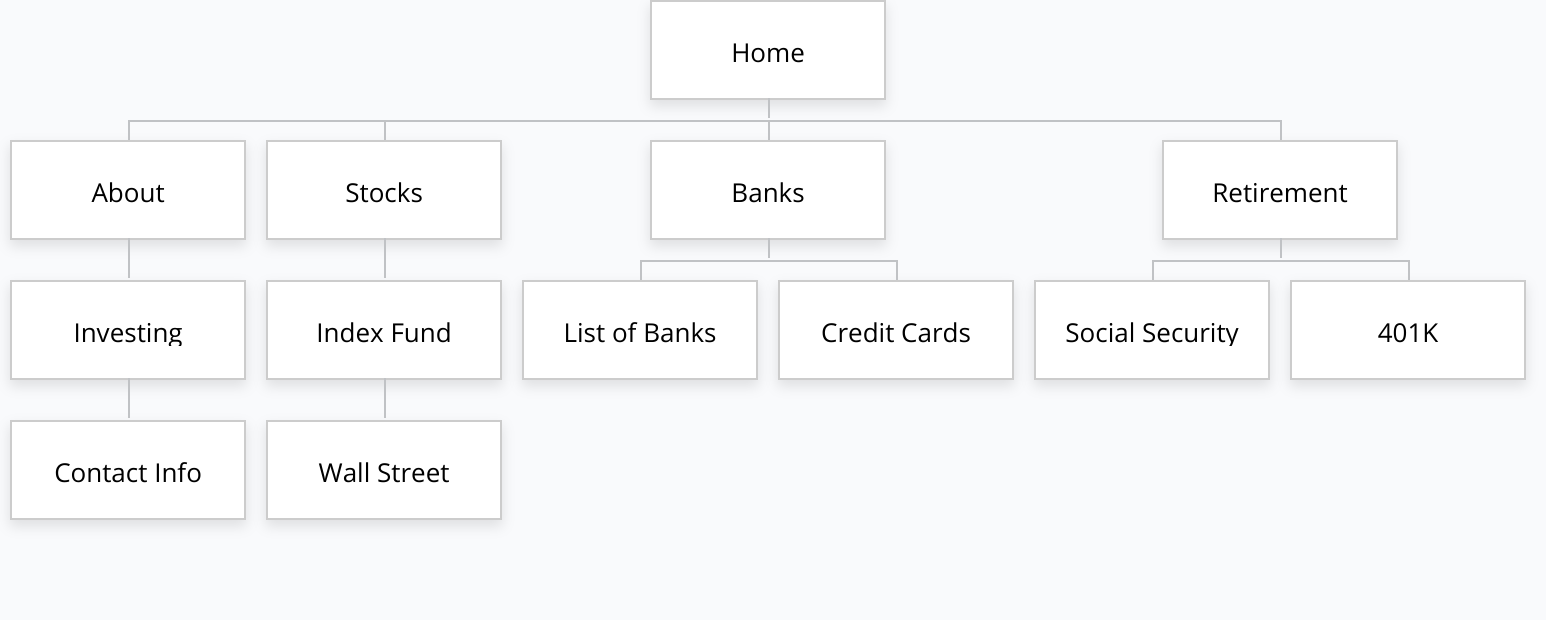 Home
About
Stocks
Banks
Retirement
Investing
Index Fund
List of Banks
Credit Cards
Social Security
401K
Contact Info
Wall Street